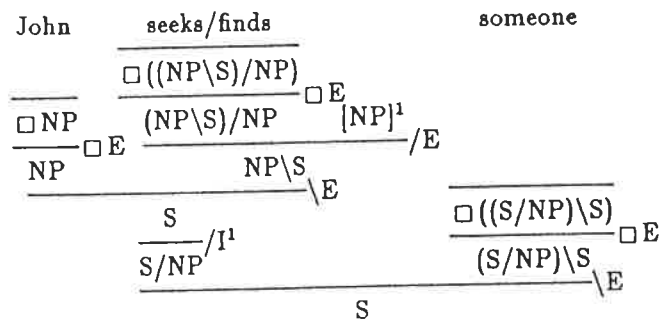 John seeks/finds someone
□((NP\S)/NP)
□NP □E
(NP\S)/NP [NP]¹
NP □E /E
NP\S
\E
S □((S/NP)\S)
/I¹ □E
S/NP (S/NP)\S
\E
S